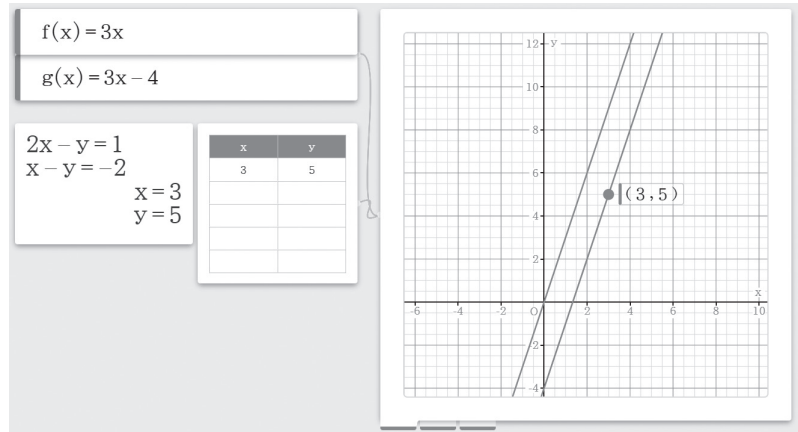 f(x)=3x
g(x)=3x–4
2x–y=1
x–y=–2
x=3
y=5
x y
3 5
12 y
10
8
6
(3,5)
4
2
x
-6 -4 -2 O 2 4 6 8 10
-2
-4